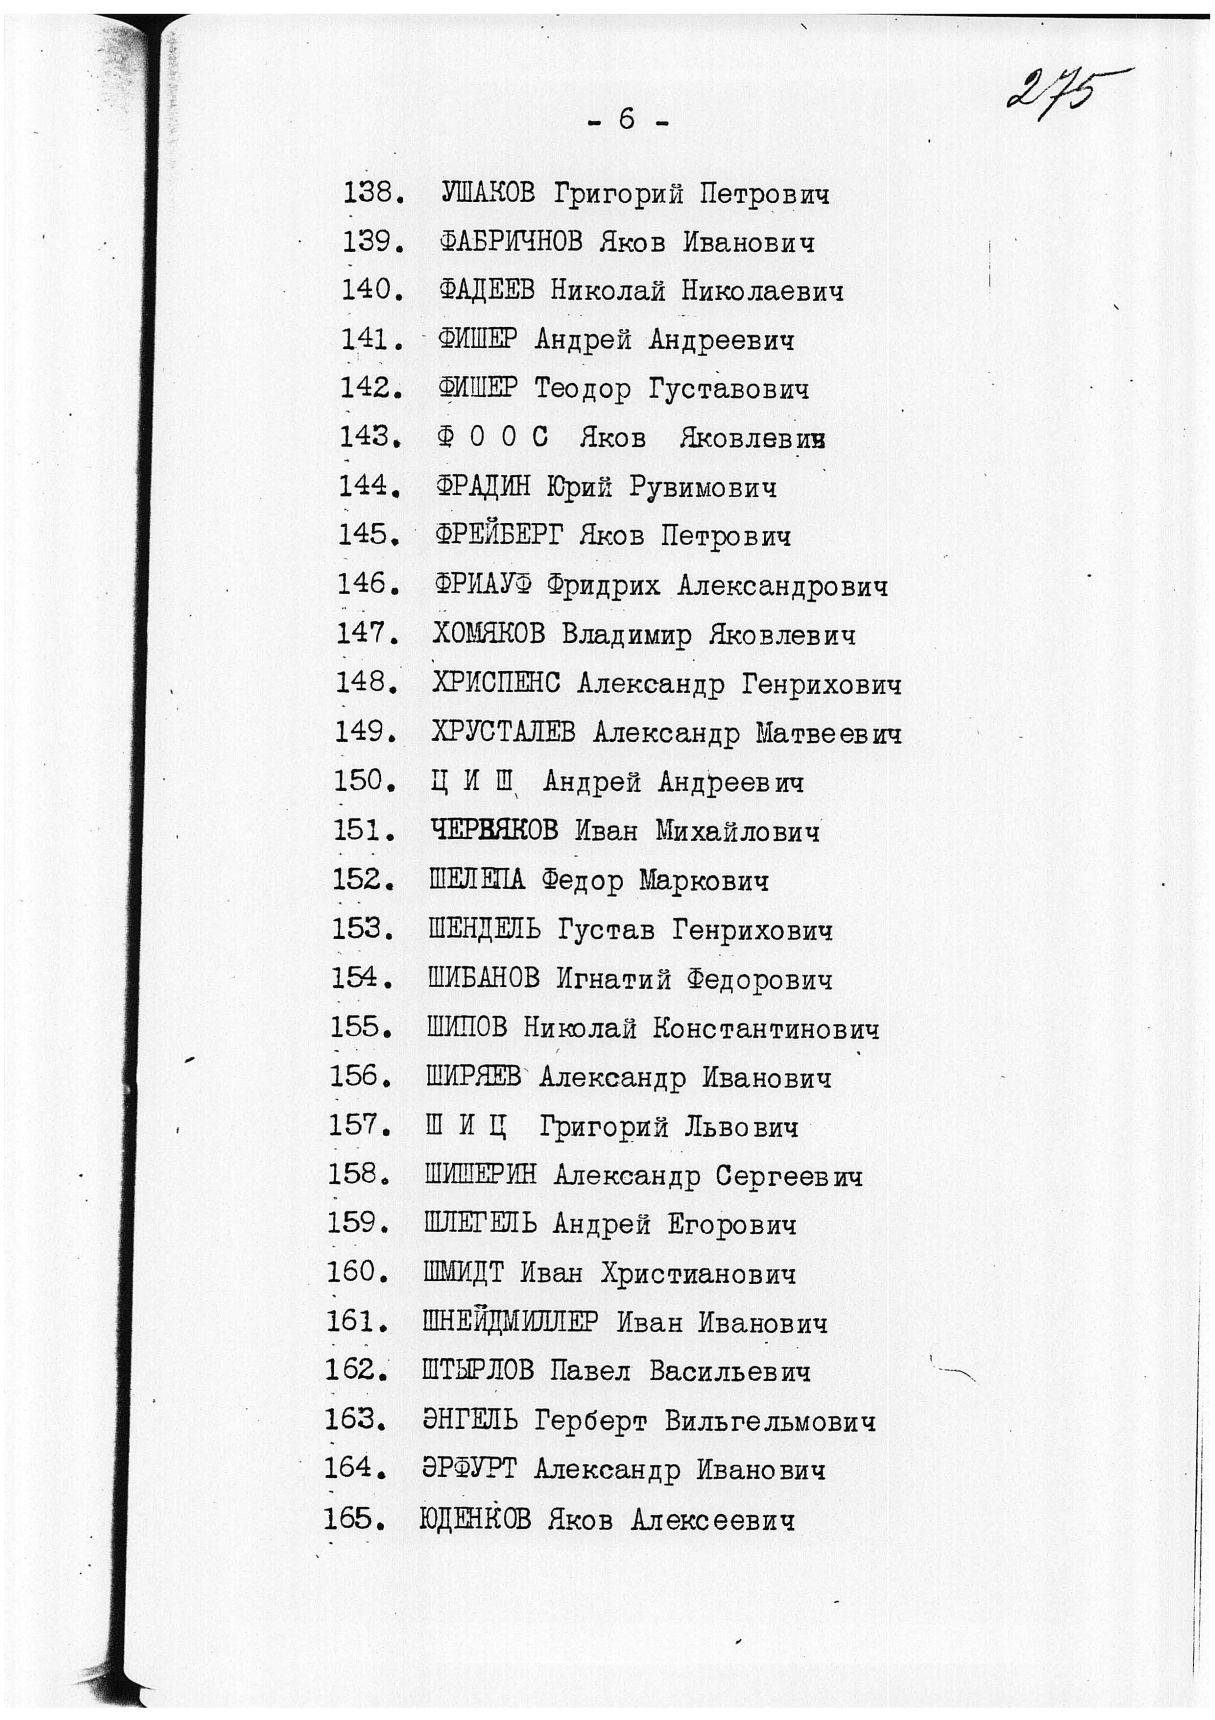 275
- 6 -
138. УШАКОВ Григорий Петрович
139. ФАБРИЧНОВ Яков Иванович
140. ФАДЕЕВ Николай Николаевич
141. ФИШЕР Андрей Андреевич
142. ФИШЕР Теодор Густавович
143. Ф О О С Яков Яковлевич
144. ФРАДИН Юрий Рувимович
145. ФРЕЙБЕРГ Яков Петрович
146. ФРИАУФ Фридрих Александрович
147. ХОМЯКОВ Владимир Яковлевич
148. ХРИСПЕНС Александр Генрихович
149. ХРУСТАЛЕВ Александр Матвеевич
150. Ц И Ш Андрей Андреевич
151. ЧЕРВЯКОВ Иван Михайлович
152. ШЕЛЕПА Федор Маркович
153. ШЕНДЕЛЬ Густав Генрихович
154. ШИБАНОВ Игнатий Федорович
155. ШИПОВ Николай Константинович
156. ШИРЯЕВ Александр Иванович
157. Ш И Ц Григорий Львович
158. ШИШЕРИН Александр Сергеевич
159. ШЛЕГЕЛЬ Андрей Егорович
160. ШМИДТ Иван Христианович
161. ШНЕЙДМИЛЛЕР Иван Иванович
162. ШТЫРЛОВ Павел Васильевич
163. ЭНГЕЛЬ Герберт Вильгельмович
164. ЭРФУРТ Александр Иванович
165. ЮДЕНКОВ Яков Алексеевич